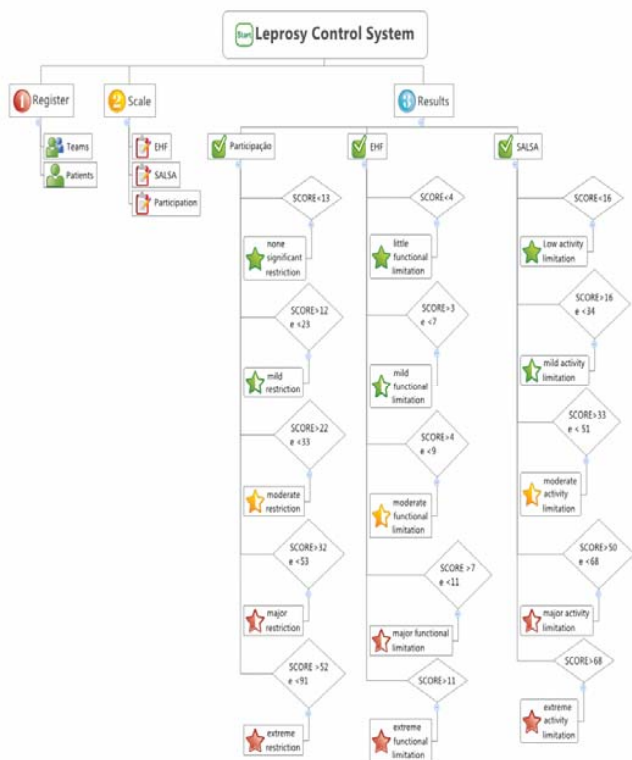 Start Leprosy Control System
1 Register
2 Scale
3 Results
Teams
Patients
EHF
SALSA
Participation
Participação
SCORE<13
none
significant
restriction
SCORE>12
e <23
mild
restriction
SCORE>22
e <33
moderate
restriction
SCORE>32
e <53
major
restriction
SCORE >52
e <91
extreme
restriction
EHF
SCORE<4
little
functional
limitation
SCORE>3
e <7
mild
functional
limitation
SCORE>4
e <9
moderate
functional
limitation
SCORE >7
e <11
major functional
limitation
SCORE>11
extreme
functional
limitation
SALSA
SCORE<16
Low activity
limitation
SCORE>16
e <34
mild activity
limitation
SCORE>33
e < 51
moderate
activity
limitation
SCORE>50
e <68
major activity
limitation
SCORE>68
extreme
activity
limitation